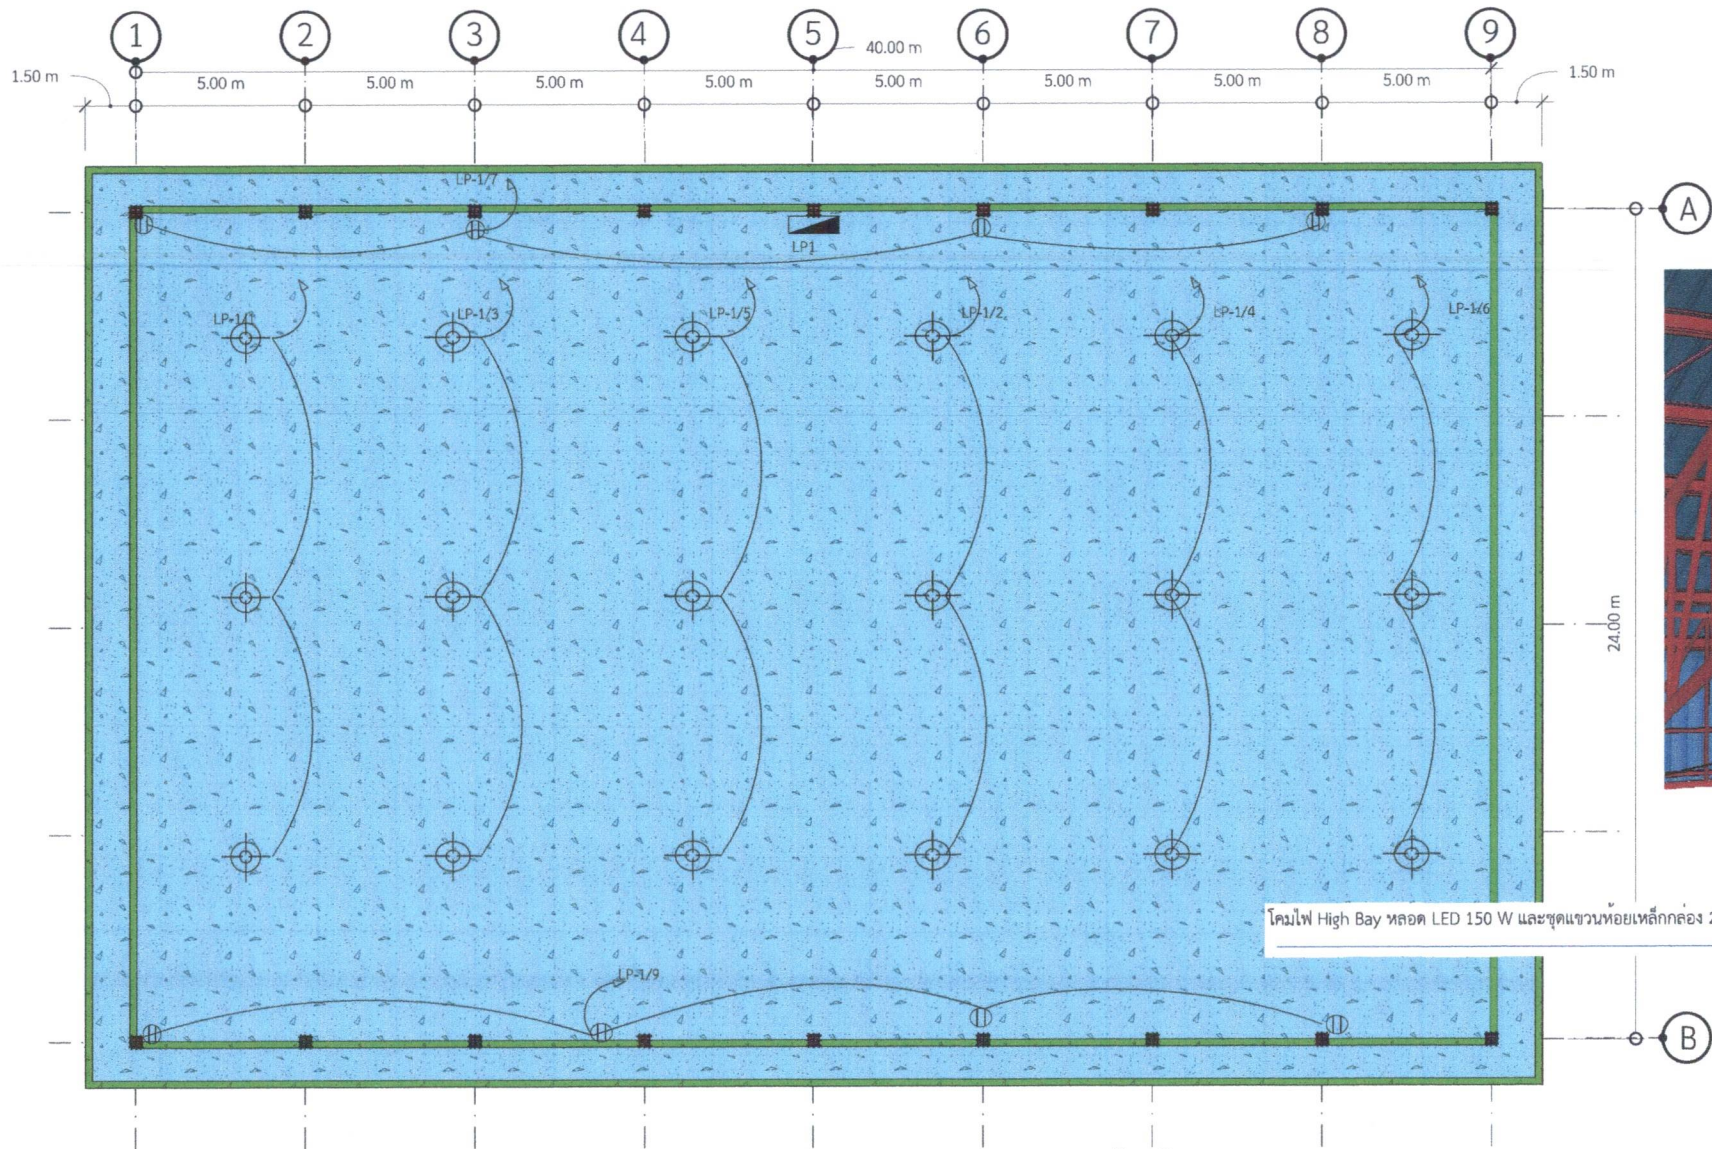 1 2 3 4 5 6 7 8 9
40.00 m
1.50 m 5.00 m 5.00 m 5.00 m 5.00 m 5.00 m 5.00 m 5.00 m 5.00 m 1.50 m
LP-1/7
A
LP1
LP-1/1 LP-1/3 LP-1/5 LP-1/2 LP-1/4 LP-1/6
24.00 m
โคมไฟ High Bay หลอด LED 150 W และชุดแขวนห้อยเหล็กกล่อง 2
LP-1/9
B